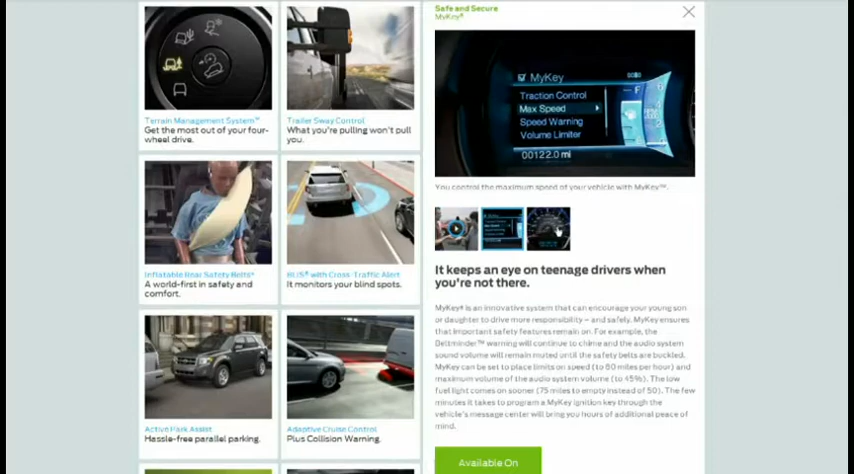 Terrain Management System™
Get the most out of your four-
wheel drive.
Trailer Sway Control
What you're pulling won't pull
you.
Inflatable Rear Safety Belts*
A world-first in safety and
comfort.
BLIS® with Cross-Traffic Alert
It monitors your blind spots.
Active Park Assist
Hassle-free parallel parking.
Adaptive Cruise Control
Plus Collision Warning.
Safe and Secure
MyKey®
MyKey
Traction Control
Max Speed
Speed Warning
Volume Limiter
00122.0 mi
F
You control the maximum speed of your vehicle with MyKey™.
It keeps an eye on teenage drivers when
you're not there.
MyKey® is an innovative system that can encourage your young son
or daughter to drive more responsibility – and safely. MyKey ensures
that important safety features remain on. For example, the
Beltminder™ warning will continue to chime and the audio system
sound volume will remain muted until the safety belts are buckled.
MyKey can be set to place limits on speed (to 80 miles per hour) and
maximum volume of the audio system volume (to 45%). The low
fuel light comes on sooner (75 miles to empty instead of 50). The few
minutes it takes to program a MyKey ignition key through the
vehicle's message center will bring you hours of additional peace of
mind.
Available On